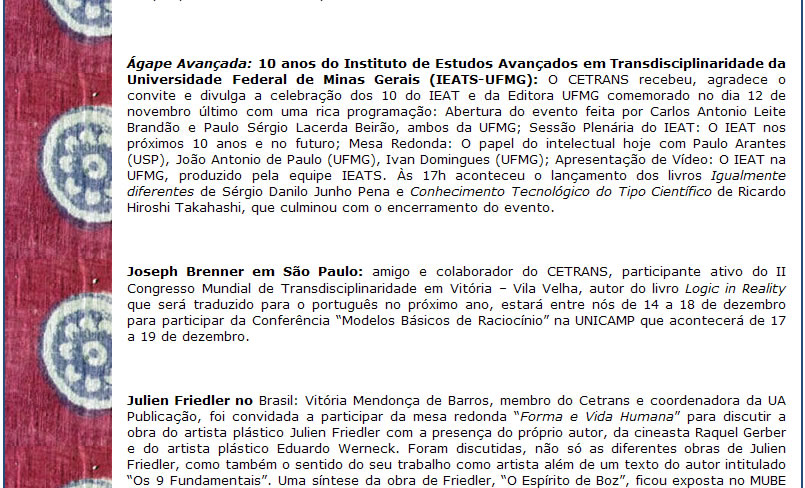 Ágape Avançada: 10 anos do Instituto de Estudos Avançados em Transdisciplinaridade da
Universidade Federal de Minas Gerais (IEATS-UFMG): O CETRANS recebeu, agradece o
convite e divulga a celebração dos 10 do IEAT e da Editora UFMG comemorado no dia 12 de
novembro último com uma rica programação: Abertura do evento feita por Carlos Antonio Leite
Brandão e Paulo Sérgio Lacerda Beirão, ambos da UFMG; Sessão Plenária do IEAT: O IEAT nos
próximos 10 anos e no futuro; Mesa Redonda: O papel do intelectual hoje com Paulo Arantes
(USP), João Antonio de Paula (UFMG), Ivan Domingues (UFMG); Apresentação de Vídeo: O IEAT na
UFMG, produzido pela equipe IEATS. Às 17h aconteceu o lançamento dos livros Igualmente
diferentes de Sérgio Danilo Junho Pena e Conhecimento Tecnológico do Tipo Científico de Ricardo
Hiroshi Takahashi, que culminou com o encerramento do evento.
Joseph Brenner em São Paulo: amigo e colaborador do CETRANS, participante ativo do II
Congresso Mundial de Transdisciplinaridade em Vitória – Vila Velha, autor do livro Logic in Reality
que será traduzido para o português no próximo ano, estará entre nós de 14 a 18 de dezembro
para participar da Conferência “Modelos Básicos de Raciocínio” na UNICAMP que acontecerá de 17
a 19 de dezembro.
Julien Friedler no Brasil: Vitória Mendonça de Barros, membro do Cetrans e coordenadora da UA
Publicação, foi convidada a participar da mesa redonda “Forma e Vida Humana” para discutir a
obra do artista plástico Julien Friedler com a presença do próprio autor, da cineasta Raquel Gerber
e do artista plástico Eduardo Werneck. Foram discutidas, não só as diferentes obras de Julien
Friedler, como também o sentido do seu trabalho como artista além de um texto do autor intitulado
“Os 9 Fundamentais”. Uma síntese da obra de Friedler, “O Espírito de Boz”, ficou exposta no MUBE